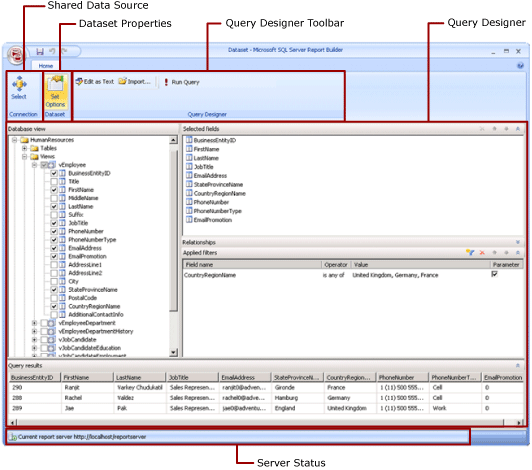 Shared Data Source
Dataset Properties
Query Designer Toolbar
Query Designer
Dataset - Microsoft SQL Server Report Builder
Home
Select
Set Options
Edit as Text
Import...
Run Query
Connection
Dataset
Query Designer
Database view
HumanResources
Tables
Views
vEmployee
BusinessEntityID
Title
FirstName
MiddleName
LastName
Suffix
JobTitle
PhoneNumber
PhoneNumberType
EmailAddress
EmailPromotion
AddressLine1
AddressLine2
City
StateProvinceName
PostalCode
CountryRegionName
AdditionalContactInfo
vEmployeeDepartment
vEmployeeDepartmentHistory
vJobCandidate
vJobCandidateEducation
vJobCandidateEmployment
Selected fields
BusinessEntityID
FirstName
LastName
JobTitle
EmailAddress
StateProvinceName
CountryRegionName
PhoneNumber
PhoneNumberType
EmailPromotion
Relationships
Applied filters
Field name Operator Value Parameter
CountryRegionName is any of United Kingdom, Germany, France
Query results
BusinessEntityID FirstName LastName JobTitle EmailAddress StateProvinceN... CountryRegion... PhoneNumber PhoneNumberT... EmailPromotion
290 Ranjit Varkey Chudukatil Sales Represen... ranjit0@adven... Gironde France 1 (11) 500 555... Cell 0
288 Rachel Valdez Sales Represen... rachel0@adve... Hamburg Germany 1 (11) 500 555... Cell 0
289 Jae Pak Sales Represen... jae0@adventu... England United Kingdom 1 (11) 500 555... Work 0
Current report server http://localhost/reportserver
Server Status